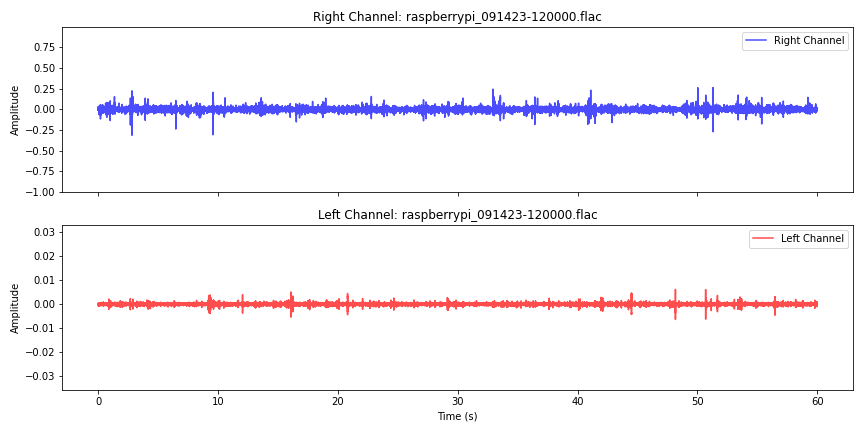 Right Channel: raspberrypi_091423-120000.flac
Right Channel
Amplitude
0.75
0.50
0.25
0.00
−0.25
−0.50
−0.75
−1.00
Left Channel: raspberrypi_091423-120000.flac
Left Channel
Amplitude
0.03
0.02
0.01
0.00
−0.01
−0.02
−0.03
0 10 20 30 40 50 60
Time (s)